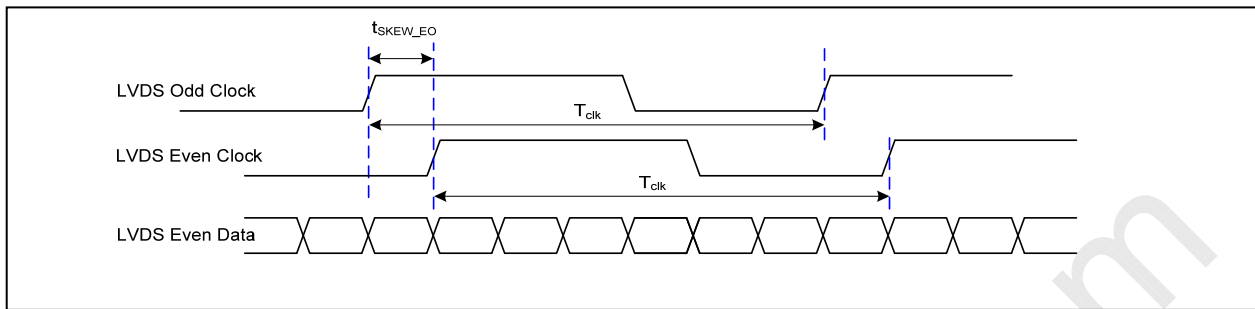 tSKEW_EO
LVDS Odd Clock
Tclk
LVDS Even Clock
Tclk
LVDS Even Data
m